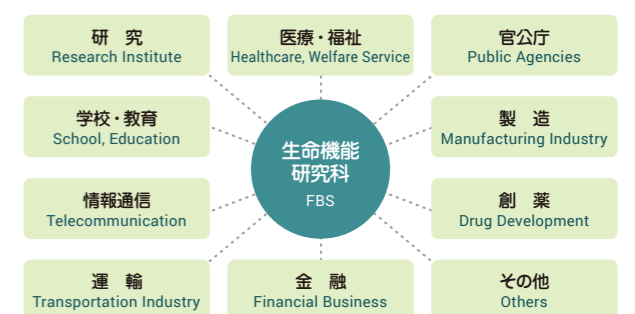 研 究
Research Institute
医療・福祉
Healthcare, Welfare Service
官公庁
Public Agencies
学校・教育
School, Education
生命機能
研究科
FBS
製 造
Manufacturing Industry
情報通信
Telecommunication
創 薬
Drug Development
運 輸
Transportation Industry
金 融
Financial Business
その他
Others